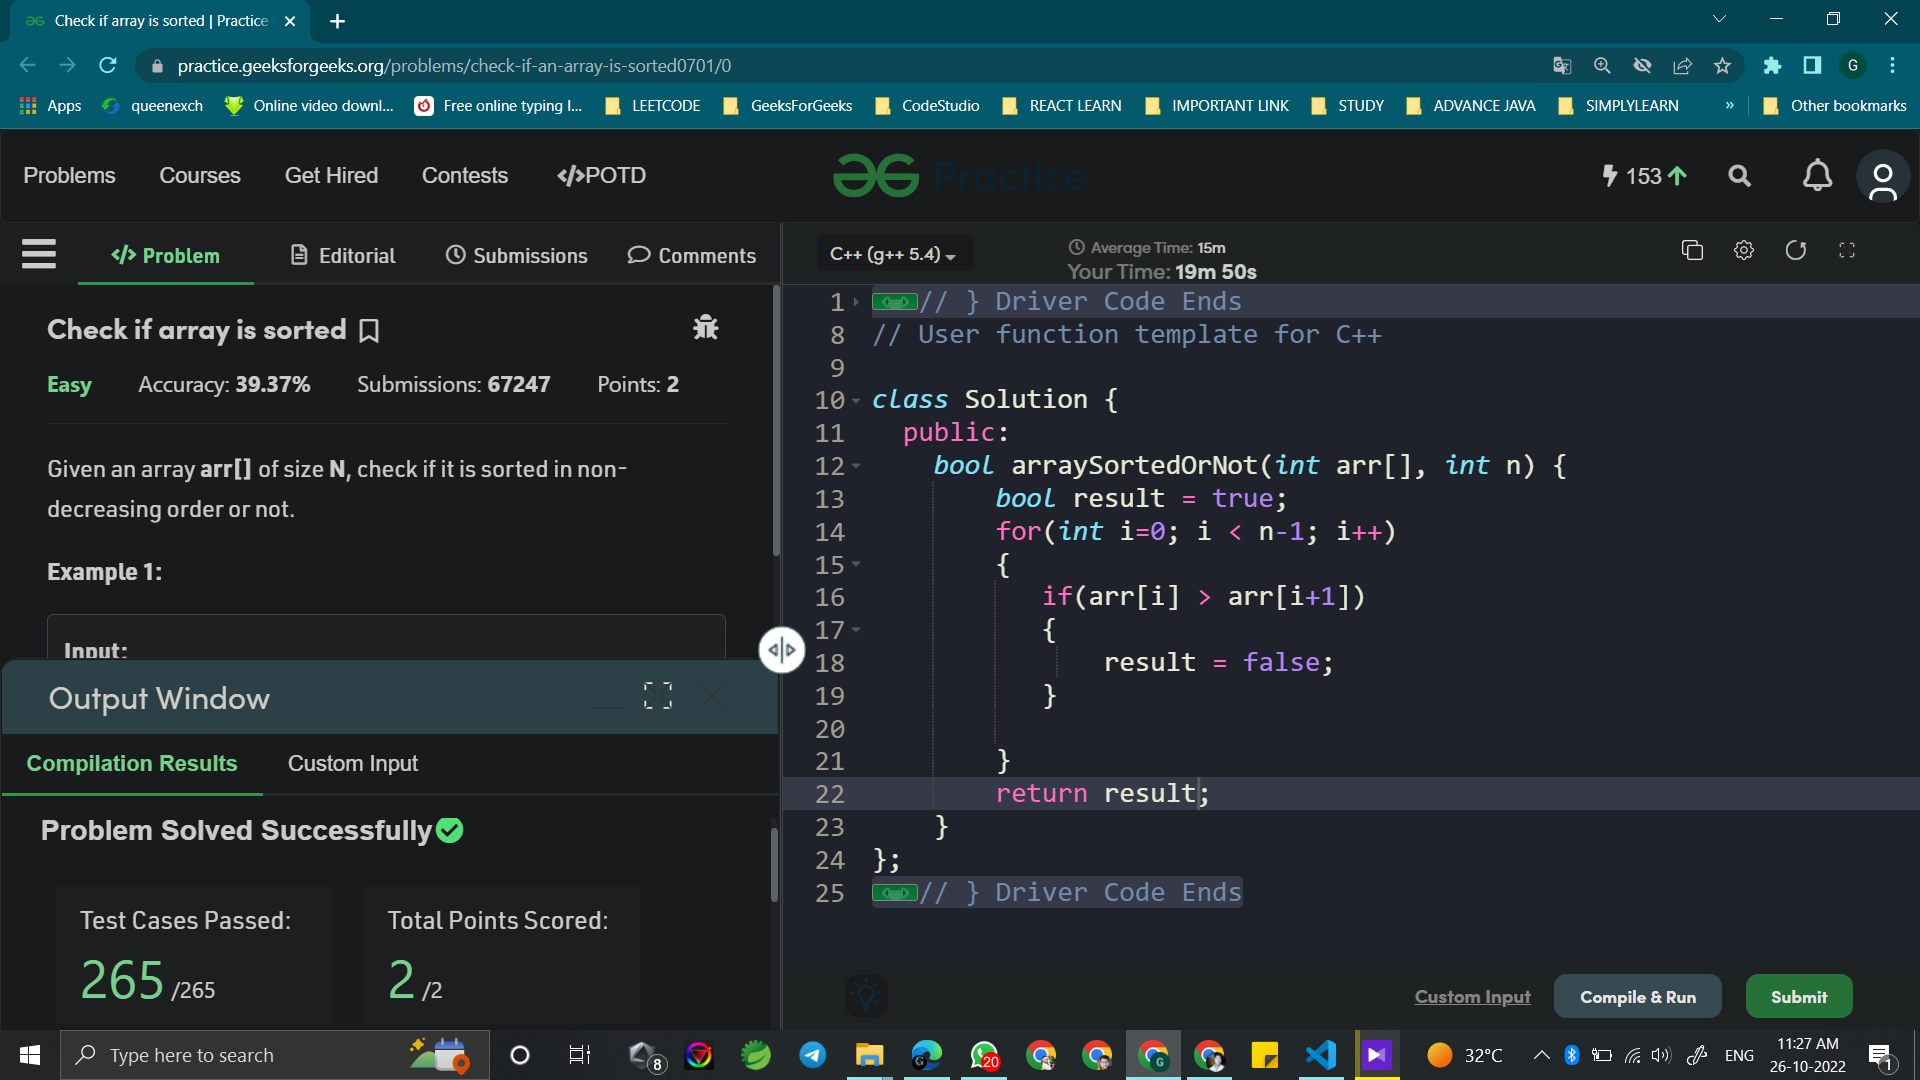 Check if array is sorted | Practice
practice.geeksforgeeks.org/problems/check-if-an-array-is-sorted0701/0
G
Apps
queenexch
Online video downl...
Free online typing I...
LEETCODE
GeeksForGeeks
CodeStudio
REACT LEARN
IMPORTANT LINK
STUDY
ADVANCE JAVA
SIMPLYLEARN
»
Other bookmarks
Problems
Courses
Get Hired
Contests
</>POTD
Practice
153
</> Problem
Editorial
Submissions
Comments
Check if array is sorted
Easy
Accuracy: 39.37%
Submissions: 67247
Points: 2
Given an array arr[] of size N, check if it is sorted in non-
decreasing order or not.
Example 1:
Input:
Output Window
Compilation Results
Custom Input
Problem Solved Successfully
Test Cases Passed:
265 /265
Total Points Scored:
2 /2
C++ (g++ 5.4)
Average Time: 15m
Your Time: 19m 50s
1 // } Driver Code Ends
8 // User function template for C++
9
10 class Solution {
11 public:
12 bool arraySortedOrNot(int arr[], int n) {
13 bool result = true;
14 for(int i=0; i < n-1; i++)
15 {
16 if(arr[i] > arr[i+1])
17 {
18 result = false;
19 }
20
21 }
22 return result;
23 }
24 };
25 // } Driver Code Ends
Custom Input
Compile & Run
Submit
Type here to search
8
20
32°C
ENG
11:27 AM
26-10-2022
1